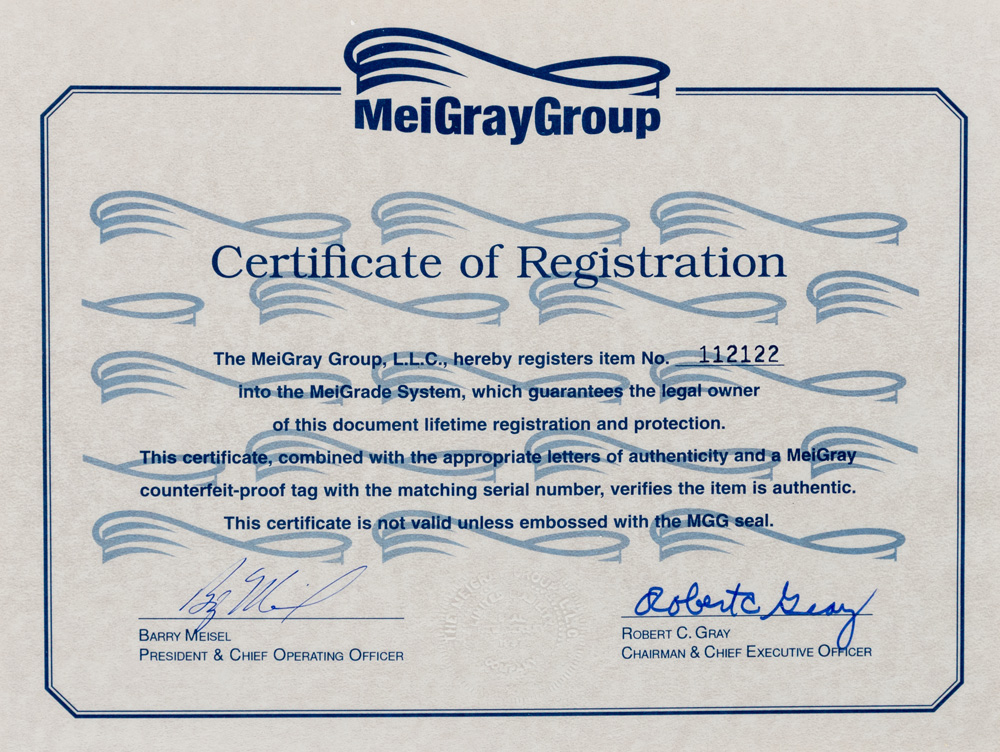 MeiGrayGroup
Certificate of Registration
The MeiGray Group, L.L.C., hereby registers item No. 112122
into the MeiGrade System, which guarantees the legal owner
of this document lifetime registration and protection.
This certificate, combined with the appropriate letters of authenticity and a MeiGray
counterfeit-proof tag with the matching serial number, verifies the item is authentic.
This certificate is not valid unless embossed with the MGG seal.
Robert C Gray
BARRY MEISEL
PRESIDENT & CHIEF OPERATING OFFICER
ROBERT C. GRAY
CHAIRMAN & CHIEF EXECUTIVE OFFICER